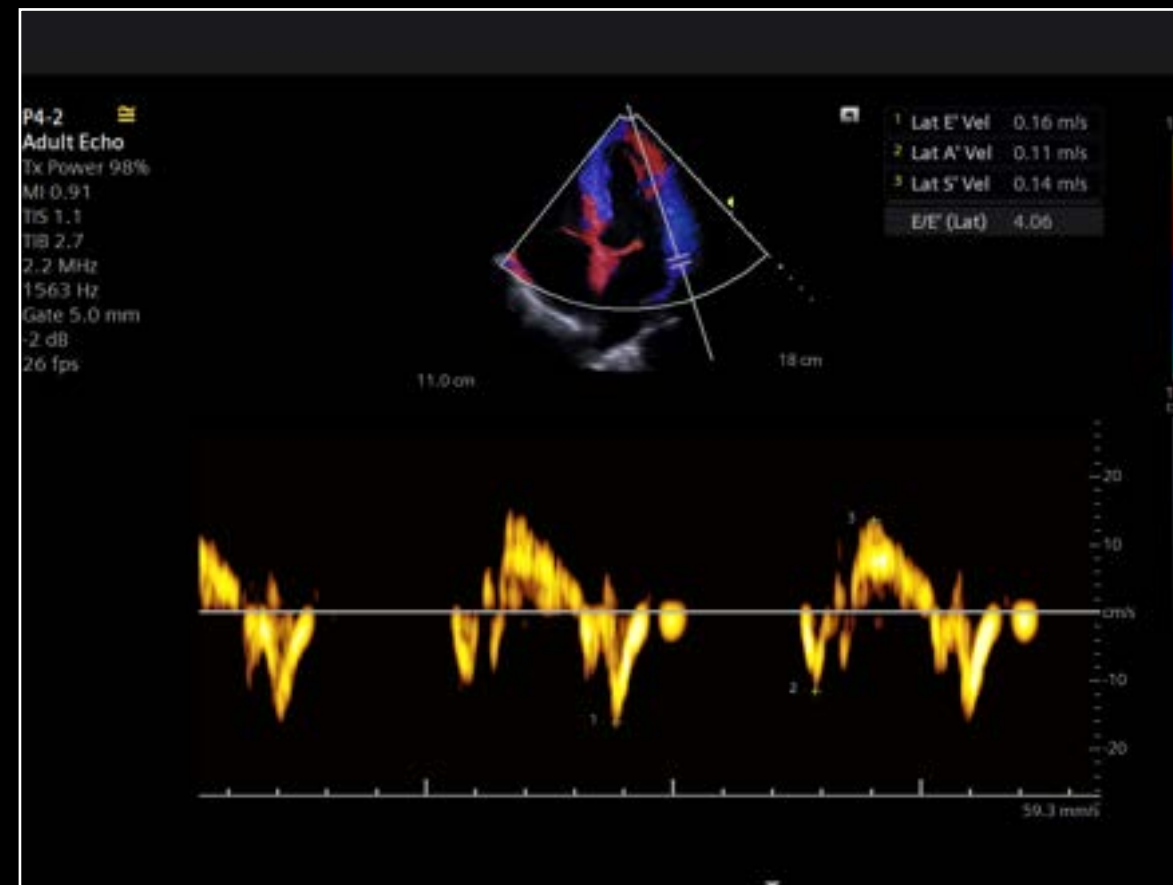 P4-2
Adult Echo
Tx Power 98%
MI 0.91
TIS 1.1
TIB 2.7
2.2 MHz
1563 Hz
Gate 5.0 mm
-2 dB
26 fps
1 Lat E' Vel 0.16 m/s
2 Lat A' Vel 0.11 m/s
3 Lat S' Vel 0.14 m/s
E/E' (Lat) 4.06
11.0 cm
18 cm
20
3
10
cm/s
-10
2
1
-20
59.3 mm/s